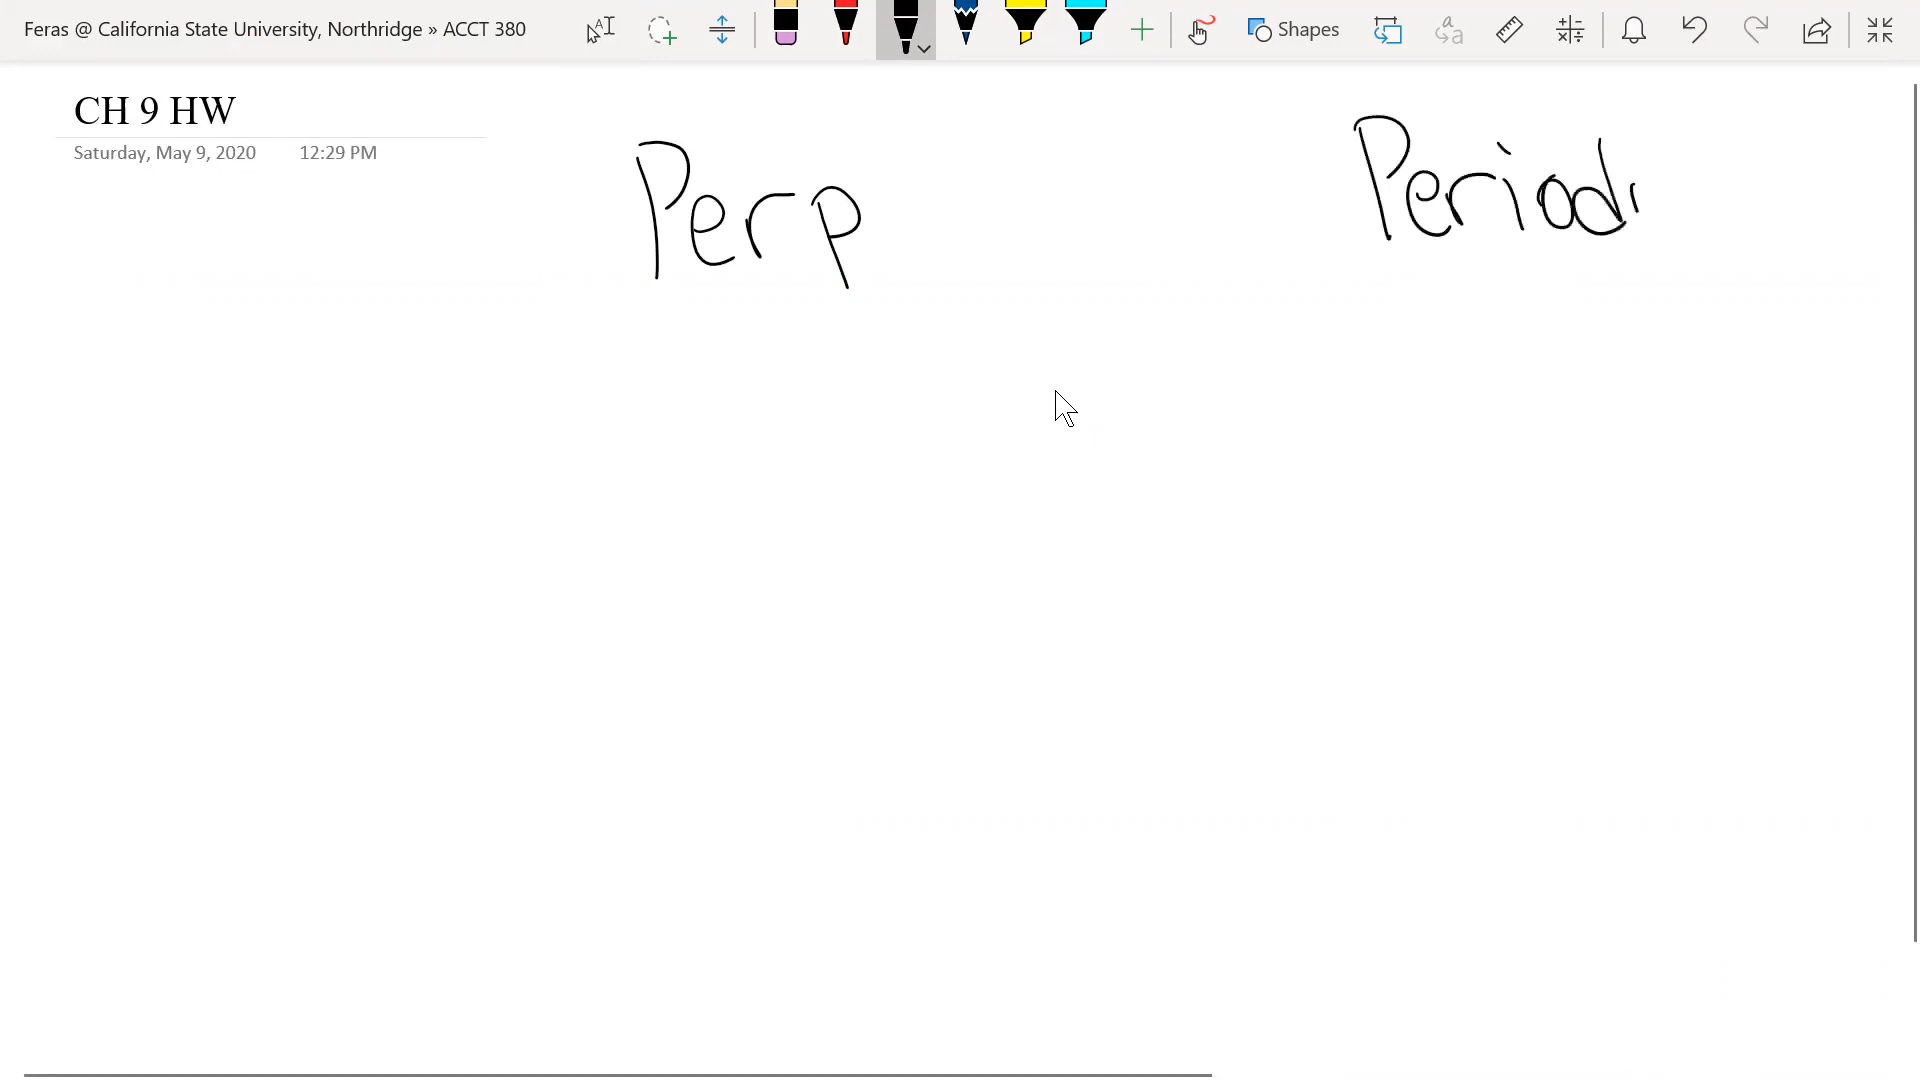 Feras @ California State University, Northridge » ACCT 380
Shapes
CH 9 HW
Saturday, May 9, 2020 12:29 PM
Perp
Periodi